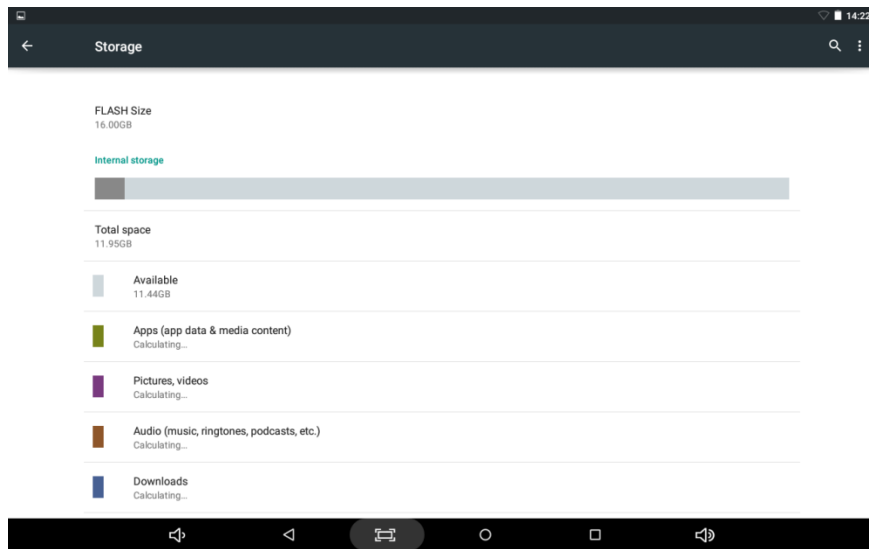 14:22
Storage
FLASH Size
16.00GB
Internal storage
Total space
11.95GB
Available
11.44GB
Apps (app data & media content)
Calculating...
Pictures, videos
Calculating...
Audio (music, ringtones, podcasts, etc.)
Calculating...
Downloads
Calculating...